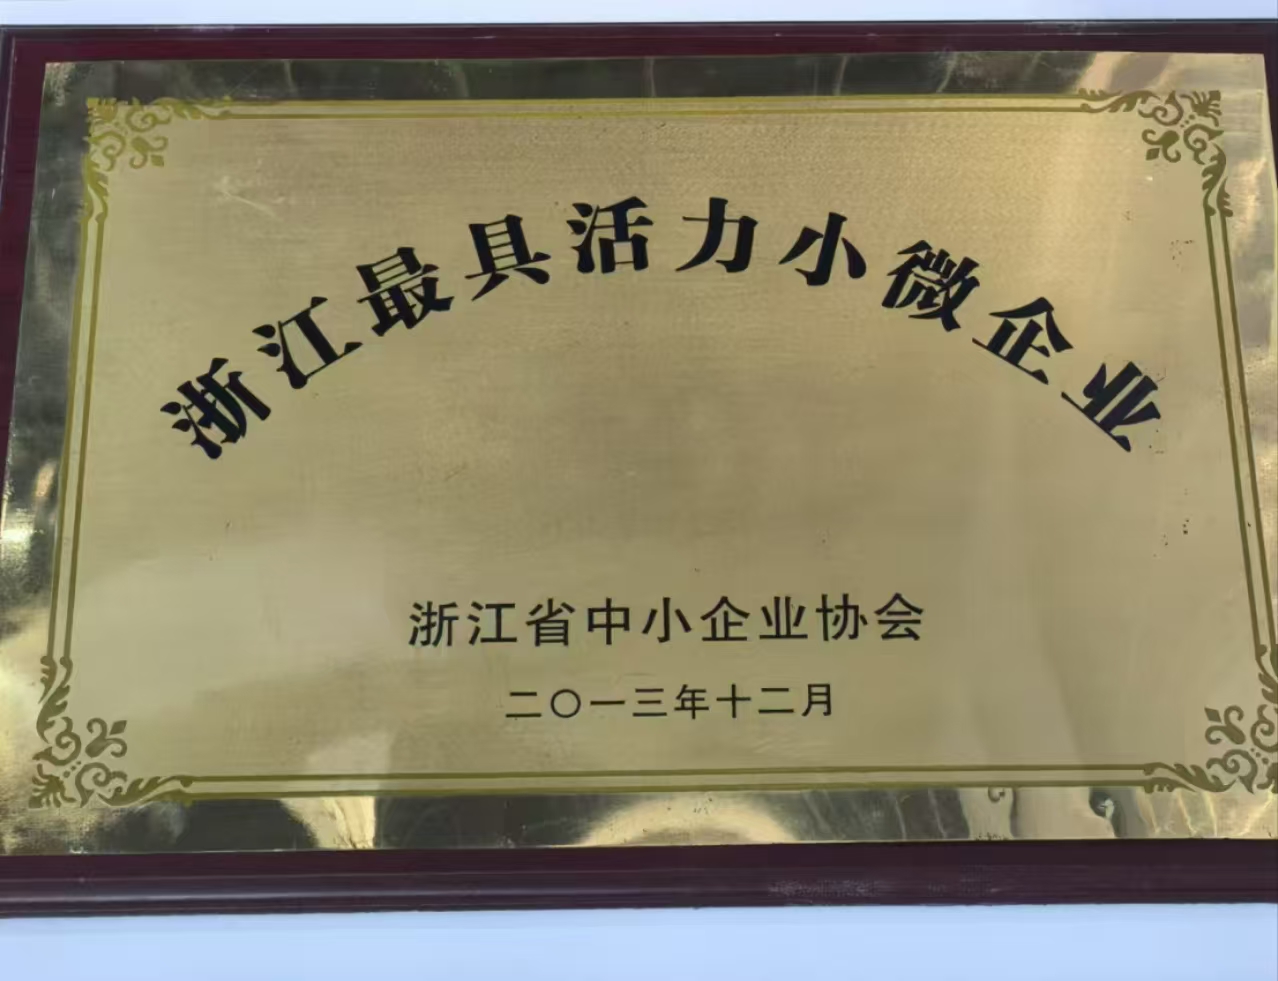 浙江最具活力小微企业
浙江省中小企业协会
二〇一三年十二月